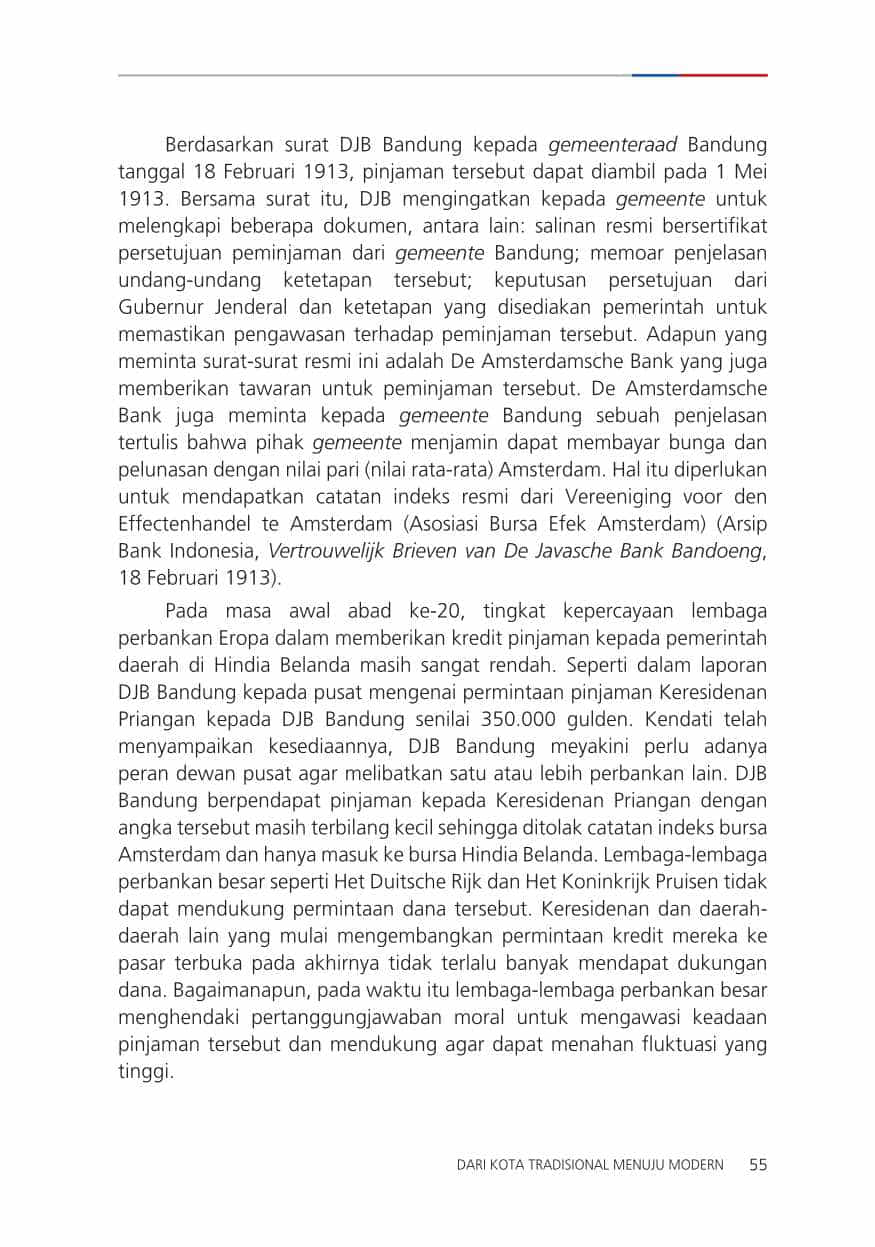 Berdasarkan surat DJB Bandung kepada gemeenteraad Bandung
tanggal 18 Februari 1913, pinjaman tersebut dapat diambil pada 1 Mei
1913. Bersama surat itu, DJB mengingatkan kepada gemeente untuk
melengkapi beberapa dokumen, antara lain: salinan resmi bersertifikat
persetujuan peminjaman dari gemeente Bandung; memoar penjelasan
undang-undang ketetapan tersebut; keputusan persetujuan dari
Gubernur Jenderal dan ketetapan yang disediakan pemerintah untuk
memastikan pengawasan terhadap peminjaman tersebut. Adapun yang
meminta surat-surat resmi ini adalah De Amsterdamsche Bank yang juga
memberikan tawaran untuk peminjaman tersebut. De Amsterdamsche
Bank juga meminta kepada gemeente Bandung sebuah penjelasan
tertulis bahwa pihak gemeente menjamin dapat membayar bunga dan
pelunasan dengan nilai pari (nilai rata-rata) Amsterdam. Hal itu diperlukan
untuk mendapatkan catatan indeks resmi dari Vereeniging voor den
Effectenhandel te Amsterdam (Asosiasi Bursa Efek Amsterdam) (Arsip
Bank Indonesia, Vertrouwelijk Brieven van De Javasche Bank Bandoeng,
18 Februari 1913).
Pada masa awal abad ke-20, tingkat kepercayaan lembaga
perbankan Eropa dalam memberikan kredit pinjaman kepada pemerintah
daerah di Hindia Belanda masih sangat rendah. Seperti dalam laporan
DJB Bandung kepada pusat mengenai permintaan pinjaman Keresidenan
Priangan kepada DJB Bandung senilai 350.000 gulden. Kendati telah
menyampaikan kesediaannya, DJB Bandung meyakini perlu adanya
peran dewan pusat agar melibatkan satu atau lebih perbankan lain. DJB
Bandung berpendapat pinjaman kepada Keresidenan Priangan dengan
angka tersebut masih terbilang kecil sehingga ditolak catatan indeks bursa
Amsterdam dan hanya masuk ke bursa Hindia Belanda. Lembaga-lembaga
perbankan besar seperti Het Duitsche Rijk dan Het Koninkrijk Pruisen tidak
dapat mendukung permintaan dana tersebut. Keresidenan dan daerah-
daerah lain yang mulai mengembangkan permintaan kredit mereka ke
pasar terbuka pada akhirnya tidak terlalu banyak mendapat dukungan
dana. Bagaimanapun, pada waktu itu lembaga-lembaga perbankan besar
menghendaki pertanggungjawaban moral untuk mengawasi keadaan
pinjaman tersebut dan mendukung agar dapat menahan fluktuasi yang
tinggi.
DARI KOTA TRADISIONAL MENUJU MODERN 55